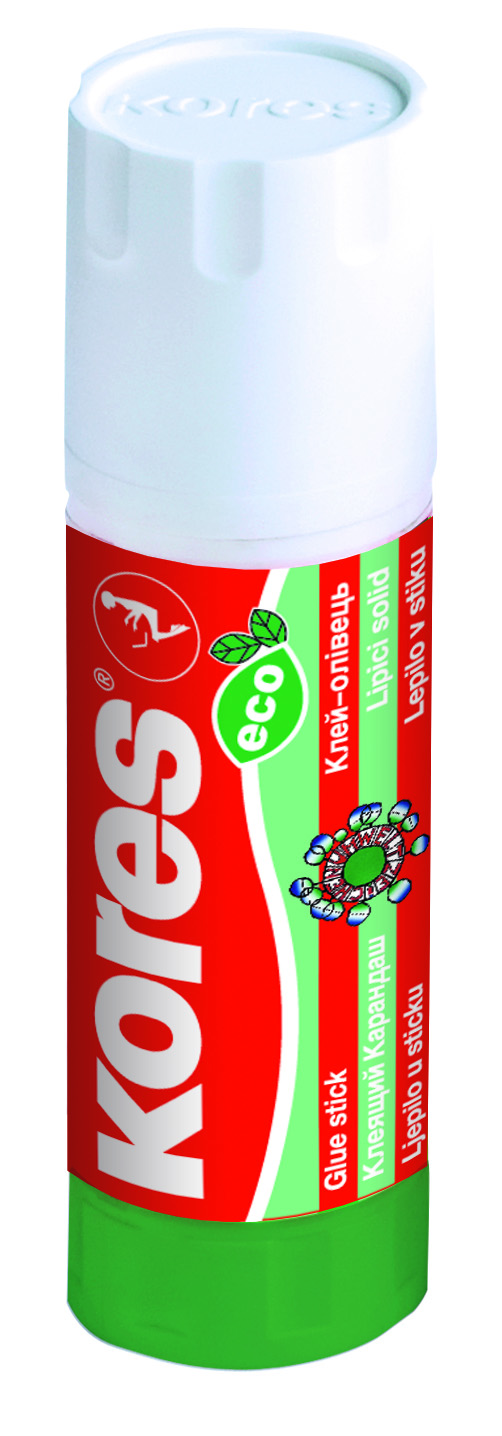 kores
kores®
eco
Glue stick
Клей-олівець
Клеящий Карандаш
Lipici solid
Ljepilo u sticku
Lepilo v stiku